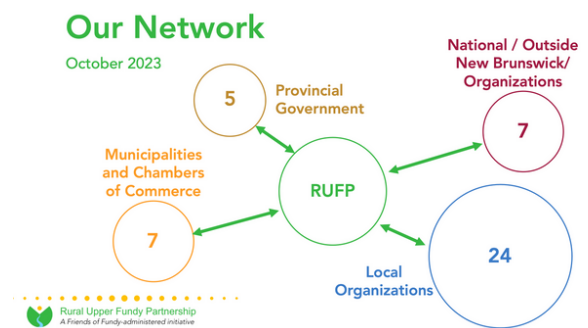 Our Network
October 2023
National / Outside
New Brunswick/
Organizations
5
Provincial
Government
7
Municipalities
and Chambers
of Commerce
RUFP
7
24
Local
Organizations
Rural Upper Fundy Partnership
A Friends of Fundy-administered initiative